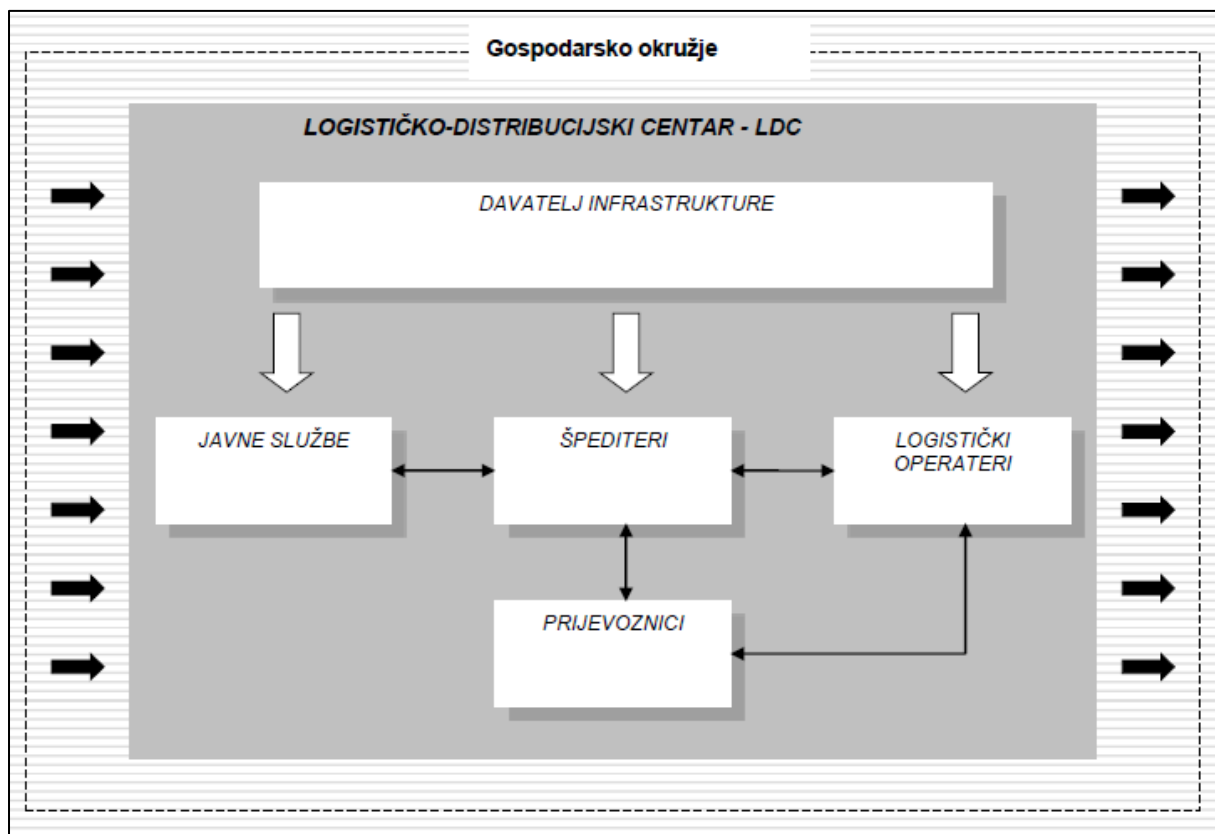 Gospodarsko okružje
LOGISTIČKO-DISTRIBUCIJSKI CENTAR - LDC
DAVATELJ INFRASTRUKTURE
JAVNE SLUŽBE
ŠPEDITERI
LOGISTIČKI
OPERATERI
PRIJEVOZNICI